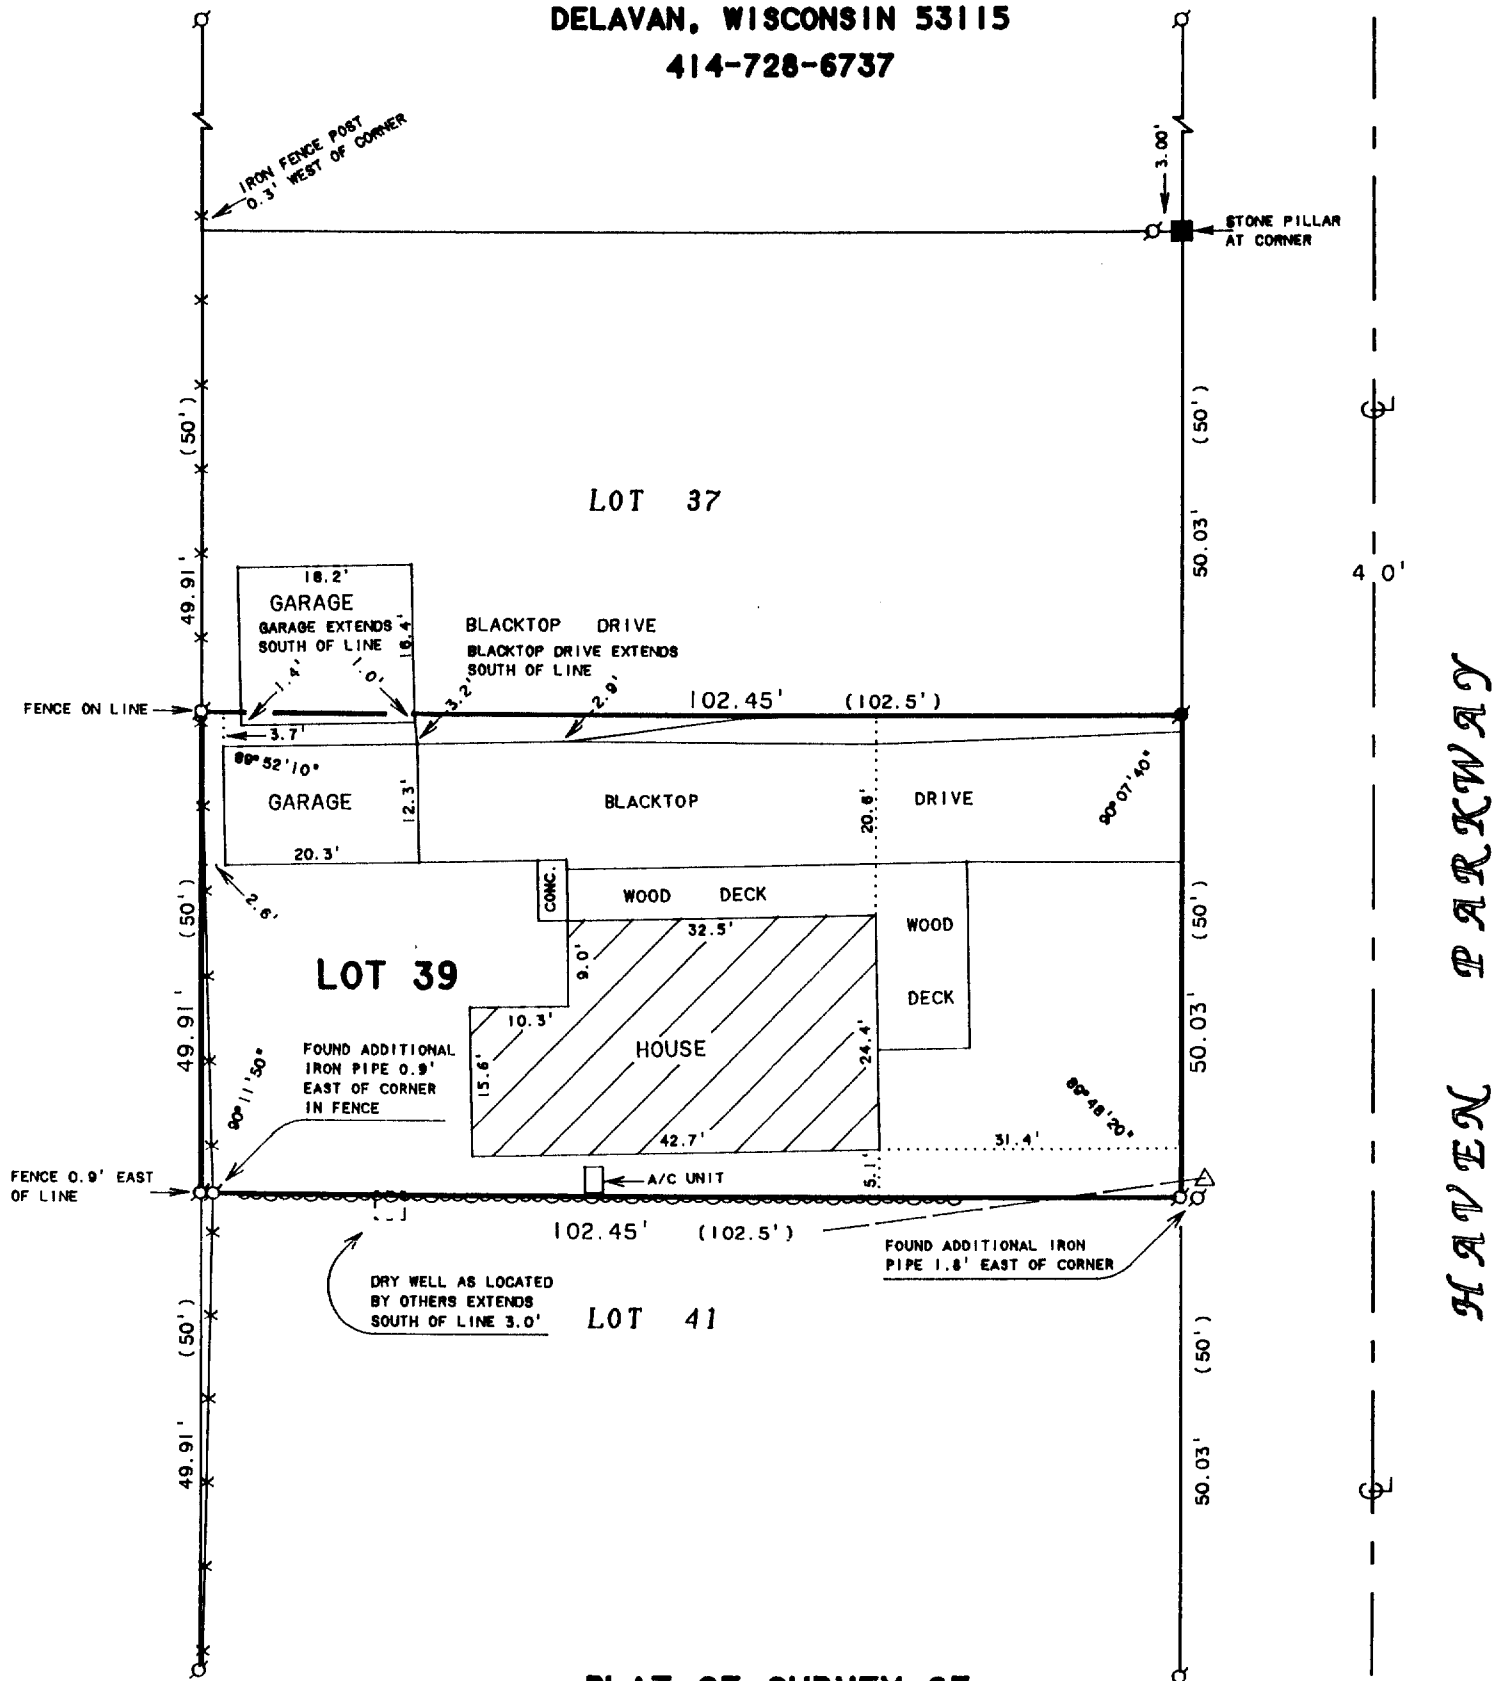 DELAVAN, WISCONSIN 53115
414-728-6737
IRON FENCE POST
0.3' WEST OF CORNER
3.00'
STONE PILLAR
AT CORNER
(50')
(50')
LOT 37
49.91'
50.03'
40'
18.2'
GARAGE
GARAGE EXTENDS
SOUTH OF LINE
16.4'
1.4'
1.0'
BLACKTOP DRIVE
BLACKTOP DRIVE EXTENDS
SOUTH OF LINE
3.2'
2.9'
FENCE ON LINE
102.45' (102.5')
3.7'
89°52'10"
GARAGE
12.3'
20.3'
BLACKTOP DRIVE
20.8'
90°07'40"
2.6'
CONC.
WOOD DECK
32.5'
WOOD
DECK
(50')
(50')
LOT 39
9.0'
10.3'
HOUSE
24.4'
15.6'
49.91'
50.03'
FOUND ADDITIONAL
IRON PIPE 0.9'
EAST OF CORNER
IN FENCE
90°11'50"
89°48'20"
42.7'
31.4'
FENCE 0.9' EAST
OF LINE
A/C UNIT
5.1'
102.45' (102.5')
FOUND ADDITIONAL IRON
PIPE 1.8' EAST OF CORNER
DRY WELL AS LOCATED
BY OTHERS EXTENDS
SOUTH OF LINE 3.0'
LOT 41
(50')
(50')
49.91'
50.03'
HAVEN PARKWAY
PLAT OF SURVEY OF